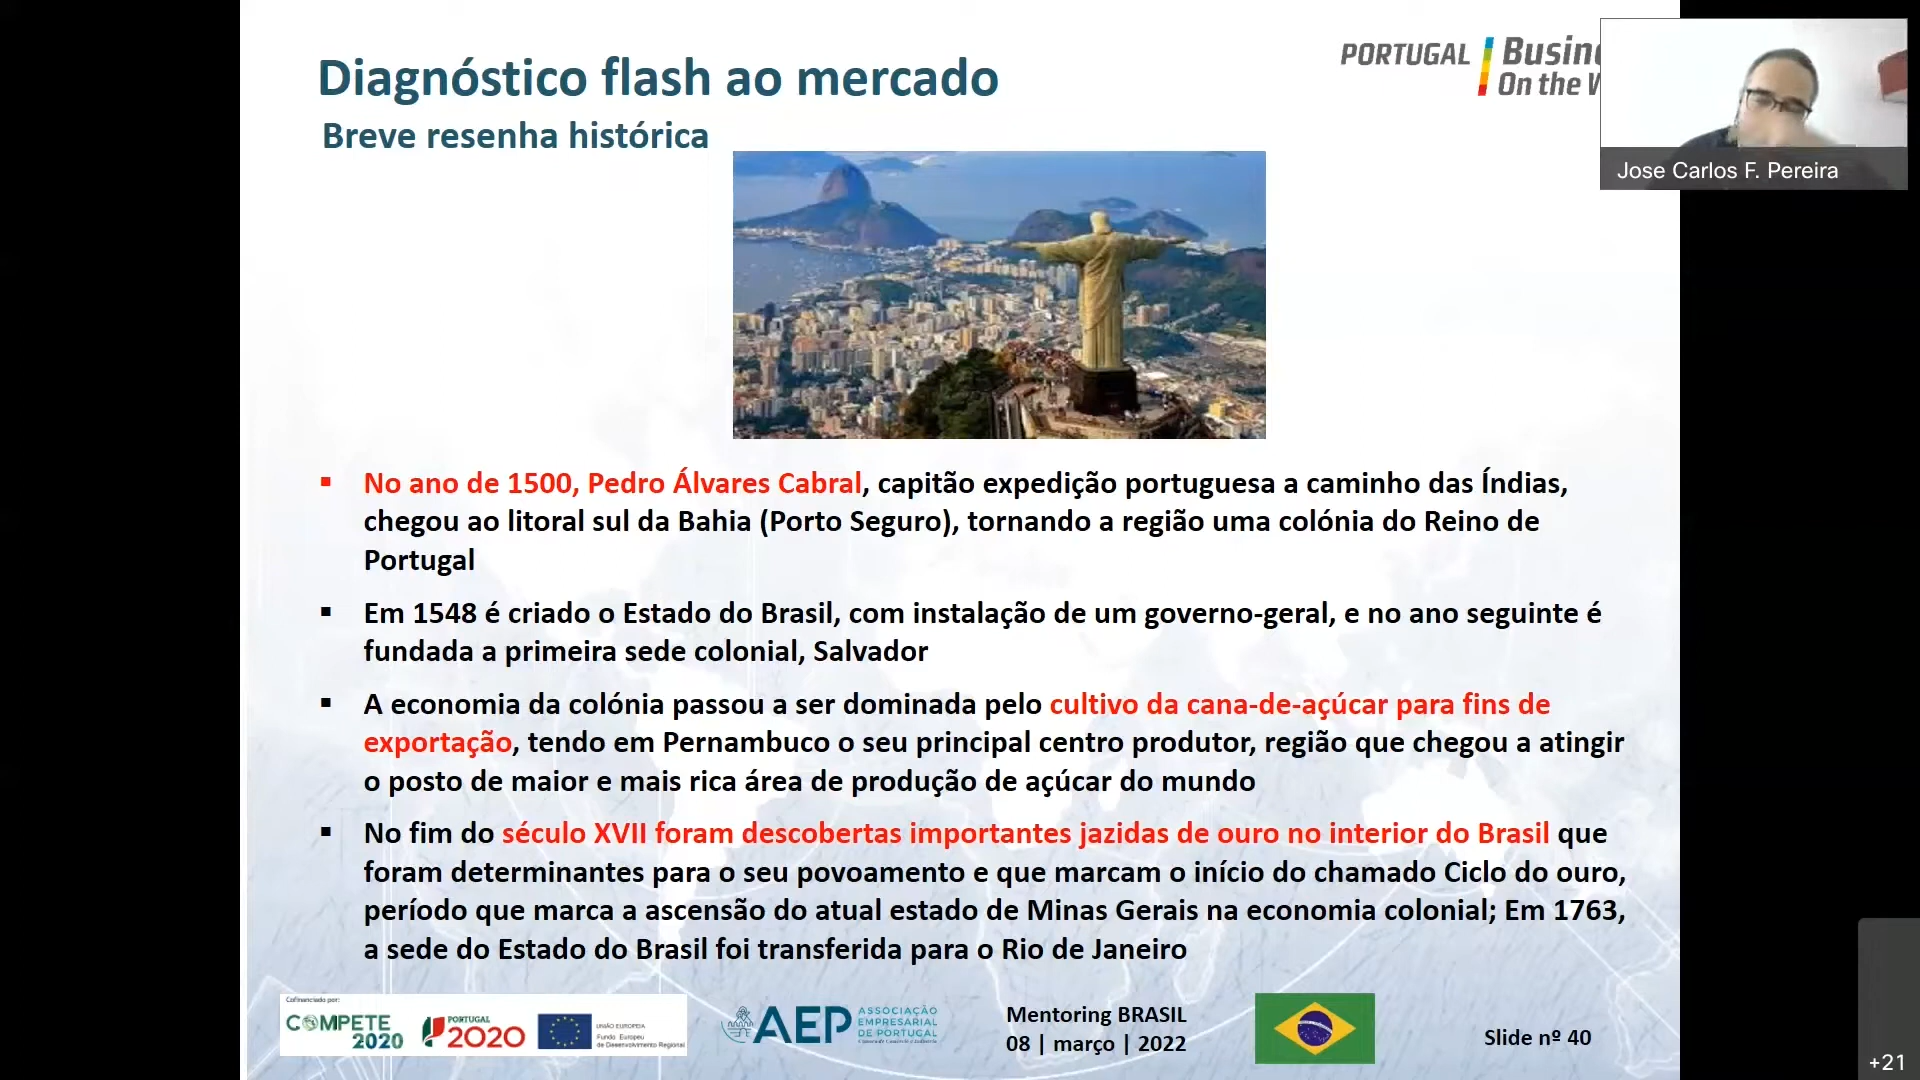 Diagnóstico flash ao mercado
Breve resenha histórica
PORTUGAL
Busine
On the W
Jose Carlos F. Pereira
▪ No ano de 1500, Pedro Álvares Cabral, capitão expedição portuguesa a caminho das Índias,
chegou ao litoral sul da Bahia (Porto Seguro), tornando a região uma colónia do Reino de
Portugal
▪ Em 1548 é criado o Estado do Brasil, com instalação de um governo-geral, e no ano seguinte é
fundada a primeira sede colonial, Salvador
▪ A economia da colónia passou a ser dominada pelo cultivo da cana-de-açúcar para fins de
exportação, tendo em Pernambuco o seu principal centro produtor, região que chegou a atingir
o posto de maior e mais rica área de produção de açúcar do mundo
▪ No fim do século XVII foram descobertas importantes jazidas de ouro no interior do Brasil que
foram determinantes para o seu povoamento e que marcam o início do chamado Ciclo do ouro,
período que marca a ascensão do atual estado de Minas Gerais na economia colonial; Em 1763,
a sede do Estado do Brasil foi transferida para o Rio de Janeiro
Cofinanciado por:
COMPETE
2020
PORTUGAL
2020
UNIÃO EUROPEIA
Fundo Europeu
de Desenvolvimento Regional
AEP
ASSOCIAÇÃO
EMPRESARIAL
DE PORTUGAL
Mentoring BRASIL
08 | março | 2022
Slide nº 40
+21